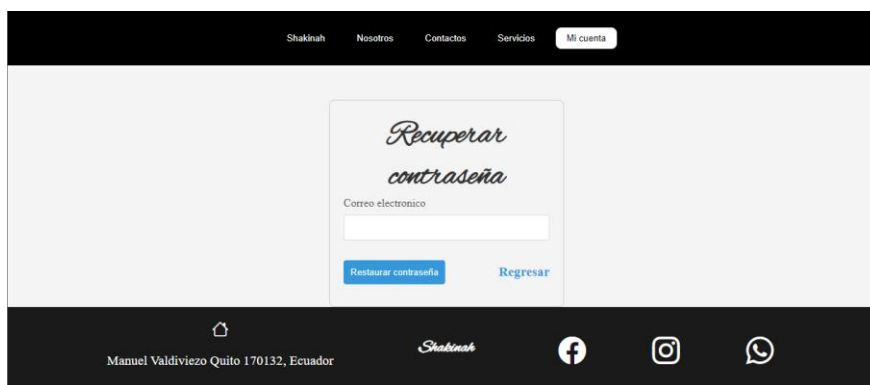 Shakinah Nosotros Contactos Servicios Mi cuenta
Recuperar
contraseña
Correo electronico
Restaurar contraseña Regresar
Manuel Valdiviezo Quito 170132, Ecuador
Shakinah